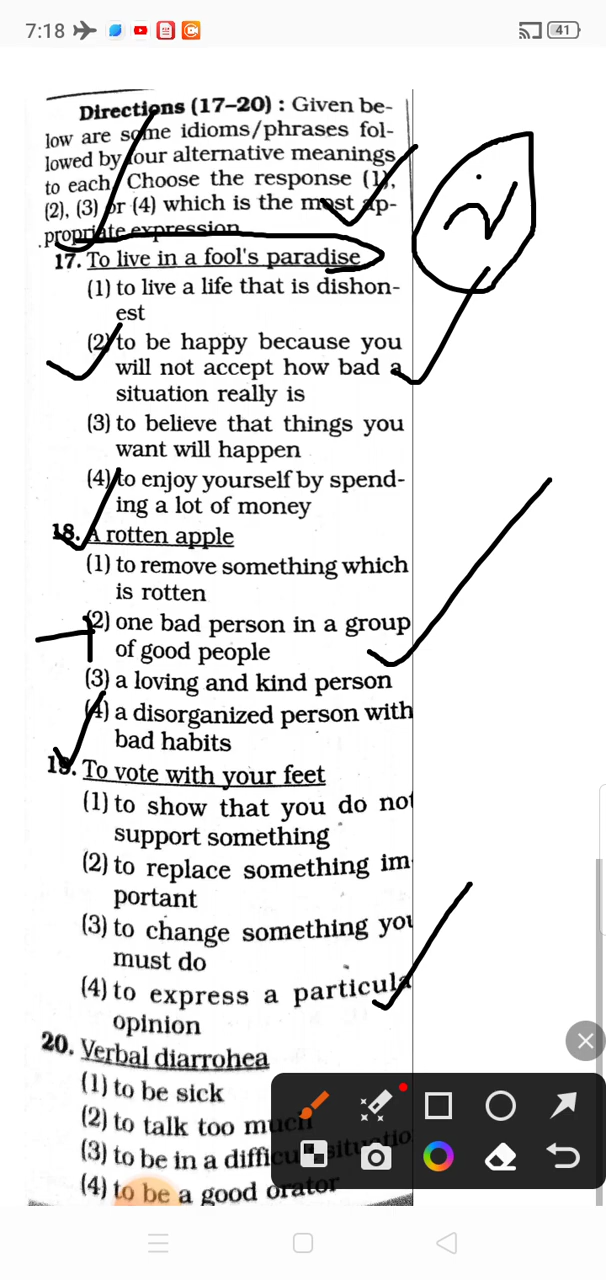 7:18
41
Directions (17–20) : Given be-
low are some idioms/phrases fol-
lowed by four alternative meanings
to each. Choose the response (1),
(2), (3) or (4) which is the most ap-
propriate expression.
17. To live in a fool's paradise
(1) to live a life that is dishon-
est
(2) to be happy because you
will not accept how bad a
situation really is
(3) to believe that things you
want will happen
(4) to enjoy yourself by spend-
ing a lot of money
18. A rotten apple
(1) to remove something which
is rotten
(2) one bad person in a group
of good people
(3) a loving and kind person
(4) a disorganized person with
bad habits
19. To vote with your feet
(1) to show that you do not
support something
(2) to replace something im-
portant
(3) to change something you
must do
(4) to express a particula
opinion
20. Verbal diarrohea
(1) to be sick
(2) to talk too much
(3) to be in a difficult situatio
(4) to be a good orator